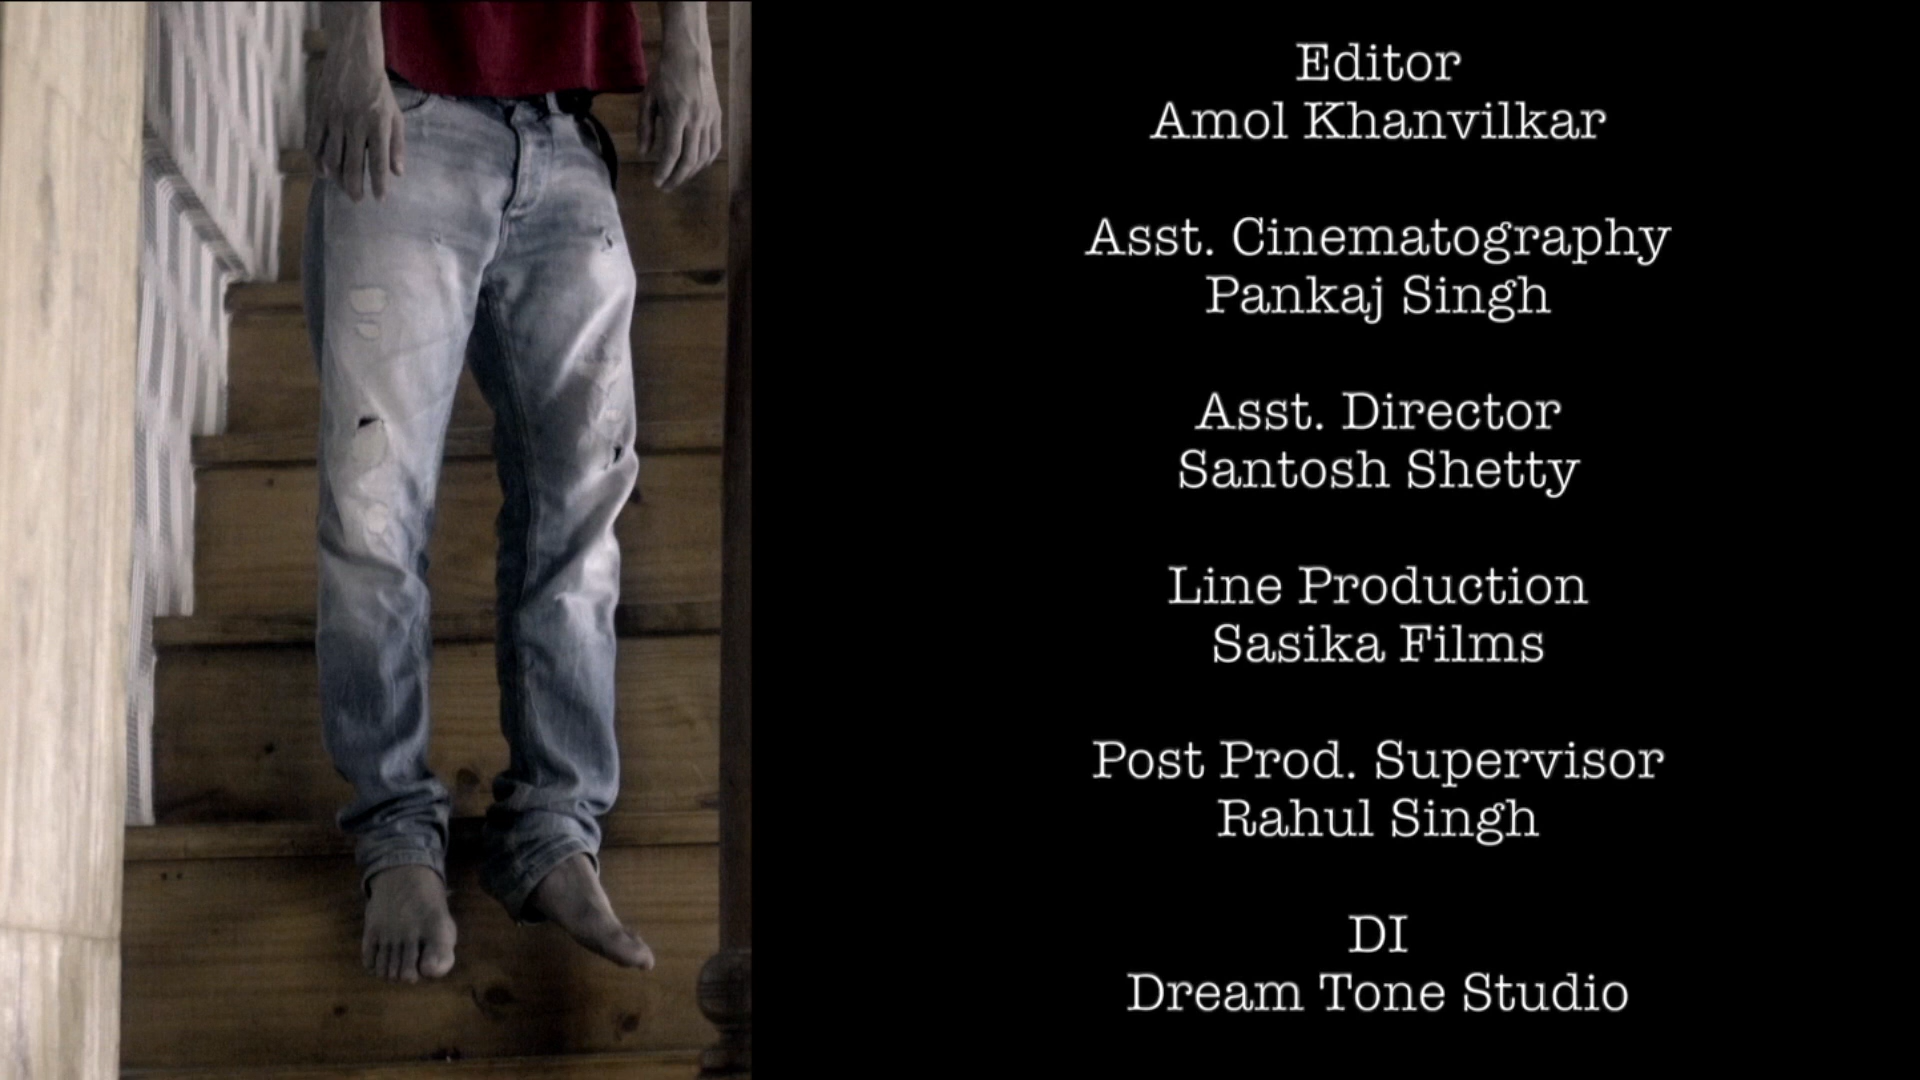 Editor
Amol Khanvilkar
Asst. Cinematography
Pankaj Singh
Asst. Director
Santosh Shetty
Line Production
Sasika Films
Post Prod. Supervisor
Rahul Singh
DI
Dream Tone Studio